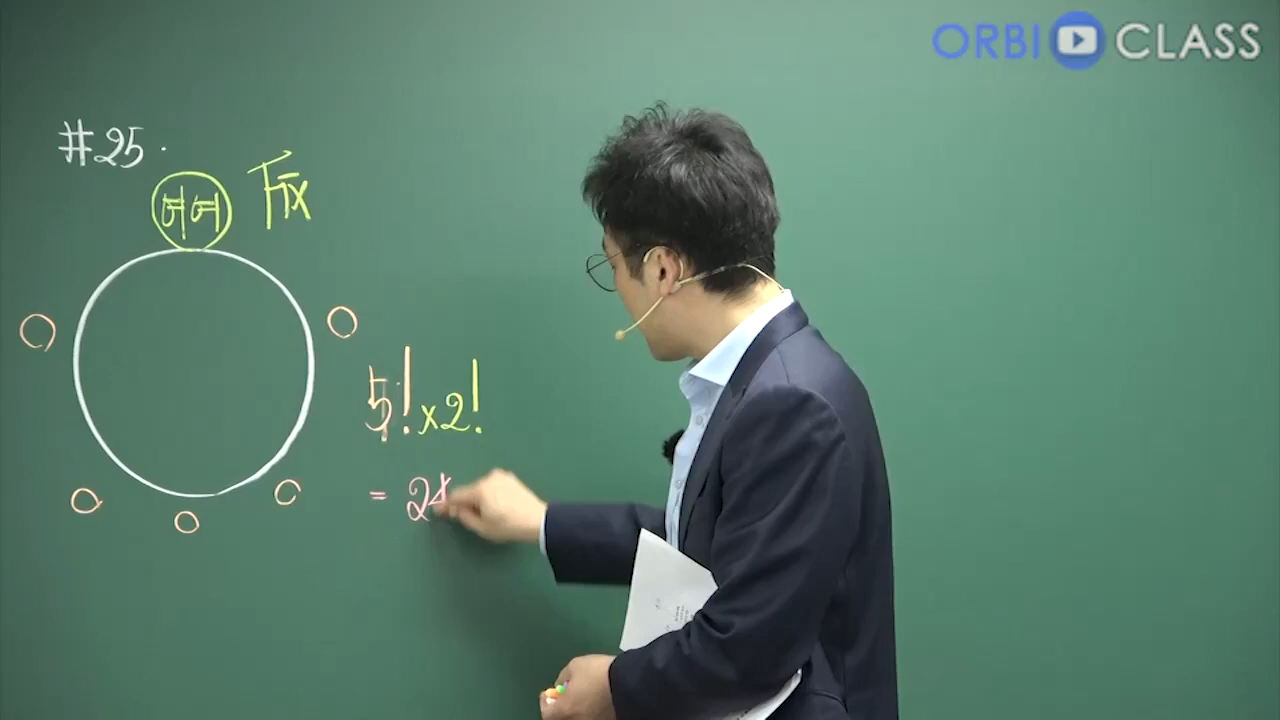 ORBI CLASS
#25.
여여 Fix
5!×2!
= 24